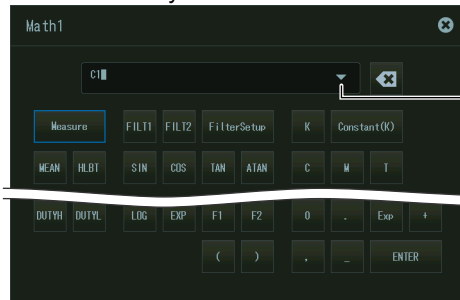 Math1
C1
Measure FILT1 FILT2 FilterSetup K Constant(K)
MEAN HLBT SIN COS TAN ATAN C M T
DUTYH DUTYL LOG EXP F1 F2 0 . Exp +
( ) , _ ENTER